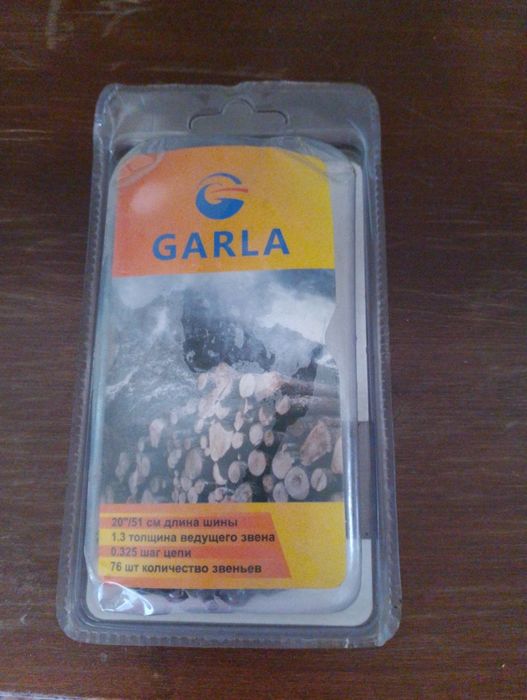 GARLA
20"/51 см длина шины
1.3 толщина ведущего звена
0.325 шаг цепи
76 шт количество звеньев